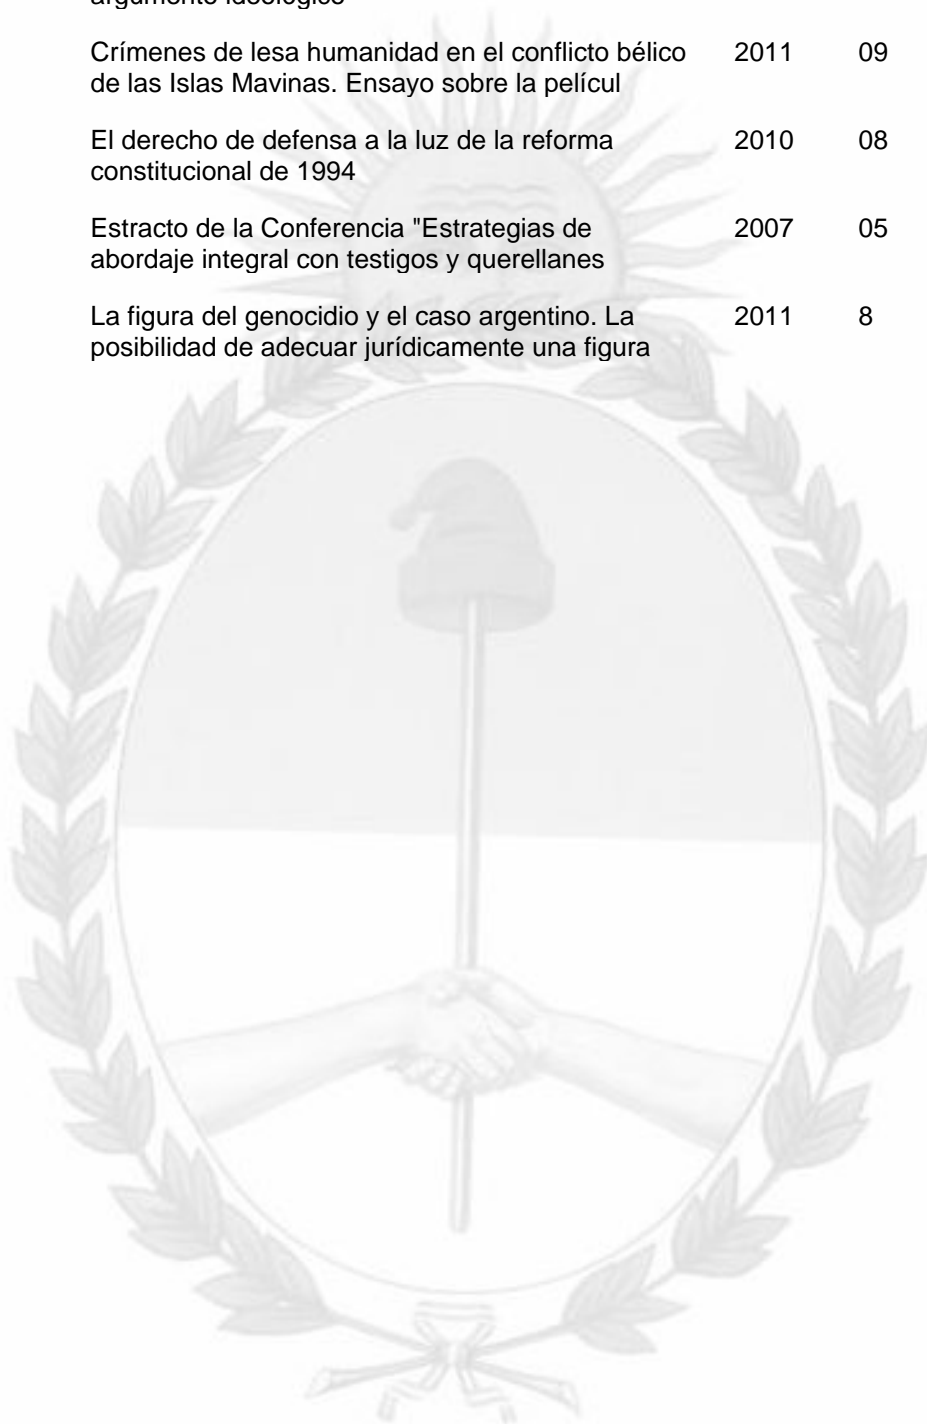 Crímenes de lesa humanidad en el conflicto bélico 2011 09
de las Islas Mavinas. Ensayo sobre la películ
El derecho de defensa a la luz de la reforma 2010 08
constitucional de 1994
Estracto de la Conferencia "Estrategias de 2007 05
abordaje integral con testigos y querellanes
La figura del genocidio y el caso argentino. La 2011 8
posibilidad de adecuar jurídicamente una figura